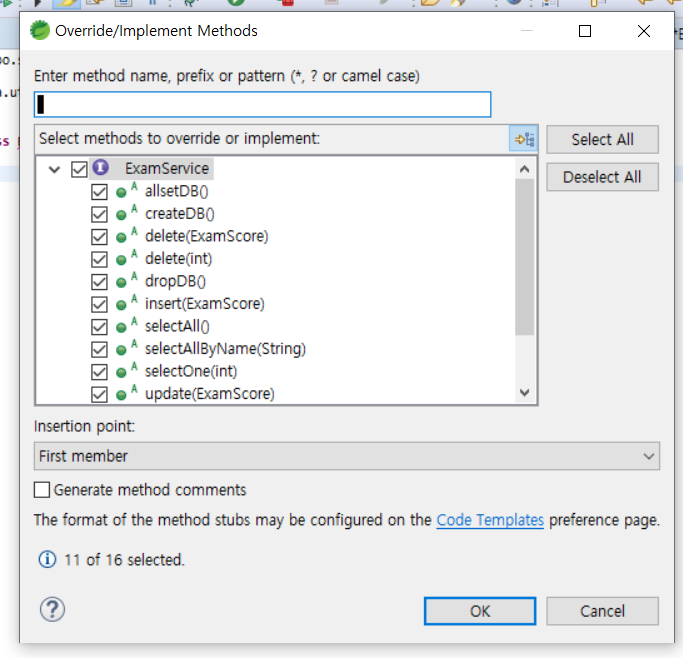 Override/Implement Methods
Enter method name, prefix or pattern (*, ? or camel case)
Select methods to override or implement:
Select All
Deselect All
ExamService
A allsetDB()
A createDB()
A delete(ExamScore)
A delete(int)
A dropDB()
A insert(ExamScore)
A selectAll()
A selectAllByName(String)
A selectOne(int)
A update(ExamScore)
Insertion point:
First member
Generate method comments
The format of the method stubs may be configured on the Code Templates preference page.
11 of 16 selected.
OK
Cancel